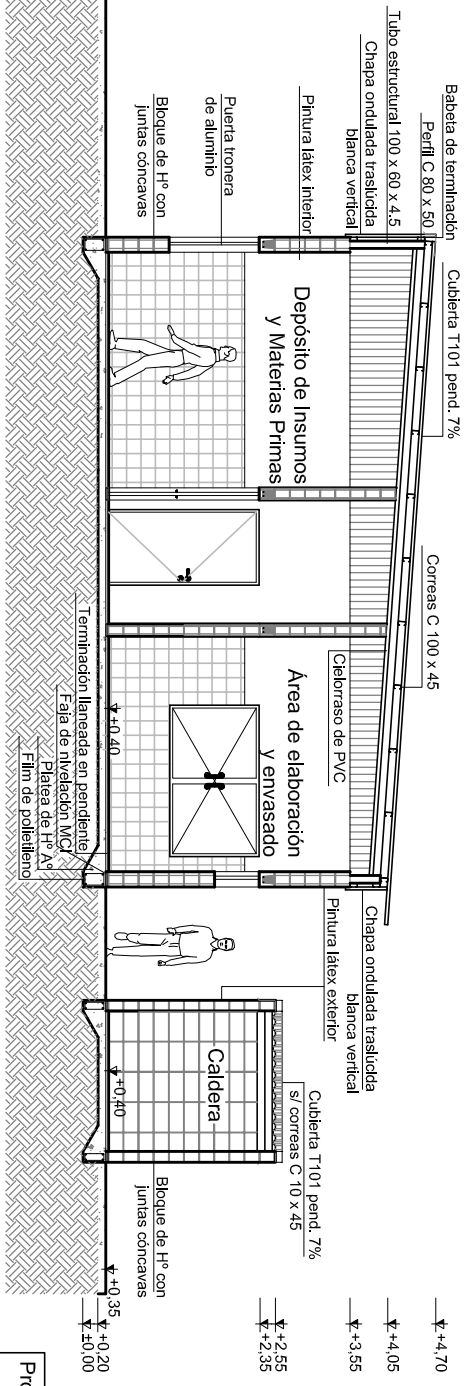 Babeta de terminación
Perfil C 80 x 50
Tubo estructural 100 x 60 x 4.5
Chapa ondulada traslúcida
blanca vertical
Pintura látex interior
Puerta tronera
de aluminio
Bloque de Hº con
juntas cóncavas
Cubierta T101 pend. 7%
Correas C 100 x 45
Depósito de Insumos
y Materias Primas
Cielorraso de PVC
Área de elaboración
y envasado
+0,40
Terminación llaneada en pendiente
Faja de nivelación MCI
Platea de Hº Aº
Film de polietileno
Chapa ondulada traslúcida
blanca vertical
Pintura látex exterior
Cubierta T101 pend. 7%
s/ correas C 10 x 45
Caldera
+0,40
Bloque de Hº con
juntas cóncavas
+4,70
+4,05
+3,55
+2,55
+2,35
+0,35
+0,20
±0,00